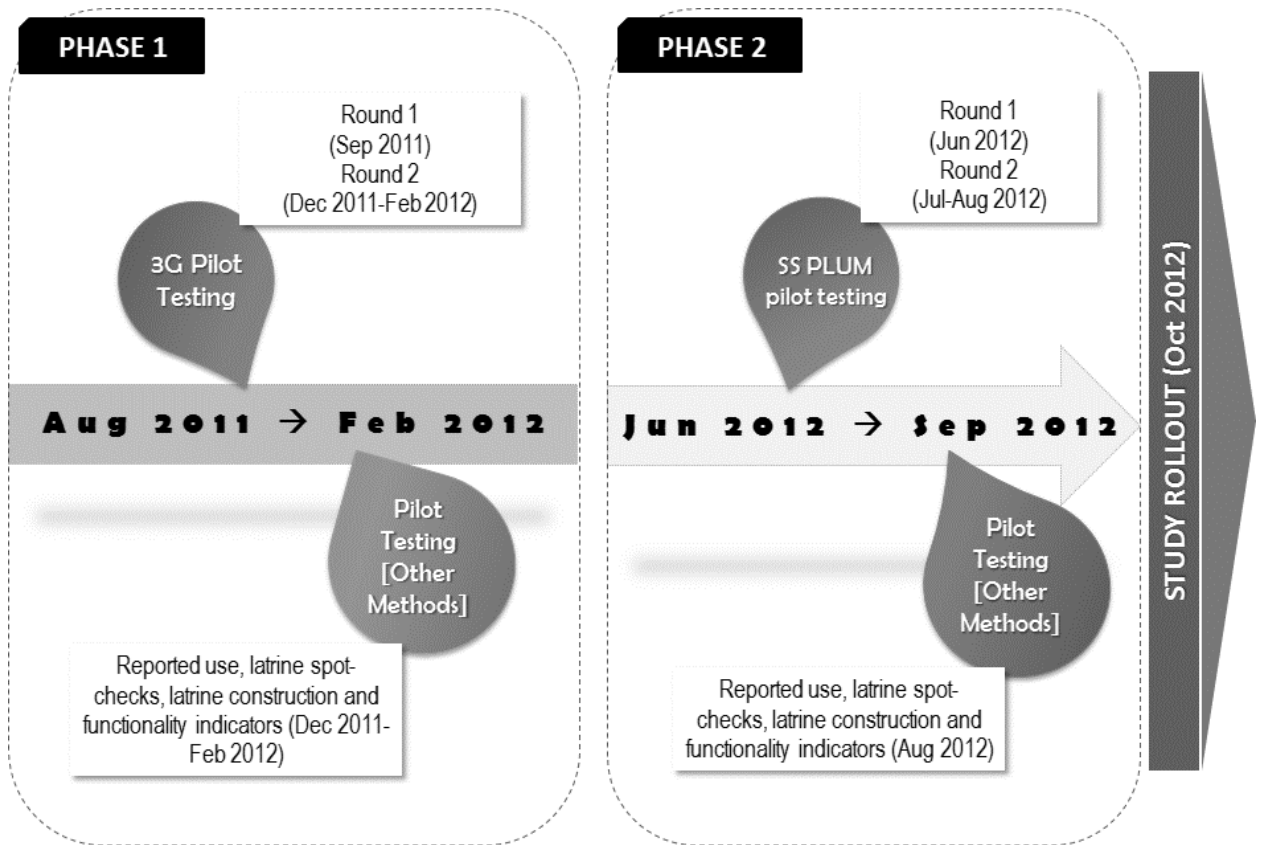 PHASE 1
Round 1
(Sep 2011)
Round 2
(Dec 2011-Feb 2012)
3G Pilot
Testing
Aug 2011 → Feb 2012
Pilot
Testing
[Other
Methods]
Reported use, latrine spot-
checks, latrine construction and
functionality indicators (Dec 2011-
Feb 2012)
PHASE 2
Round 1
(Jun 2012)
Round 2
(Jul-Aug 2012)
SS PLUM
pilot testing
Jun 2012 → Sep 2012
Pilot
Testing
[Other
Methods]
Reported use, latrine spot-
checks, latrine construction and
functionality indicators (Aug 2012)
STUDY ROLLOUT (Oct 2012)